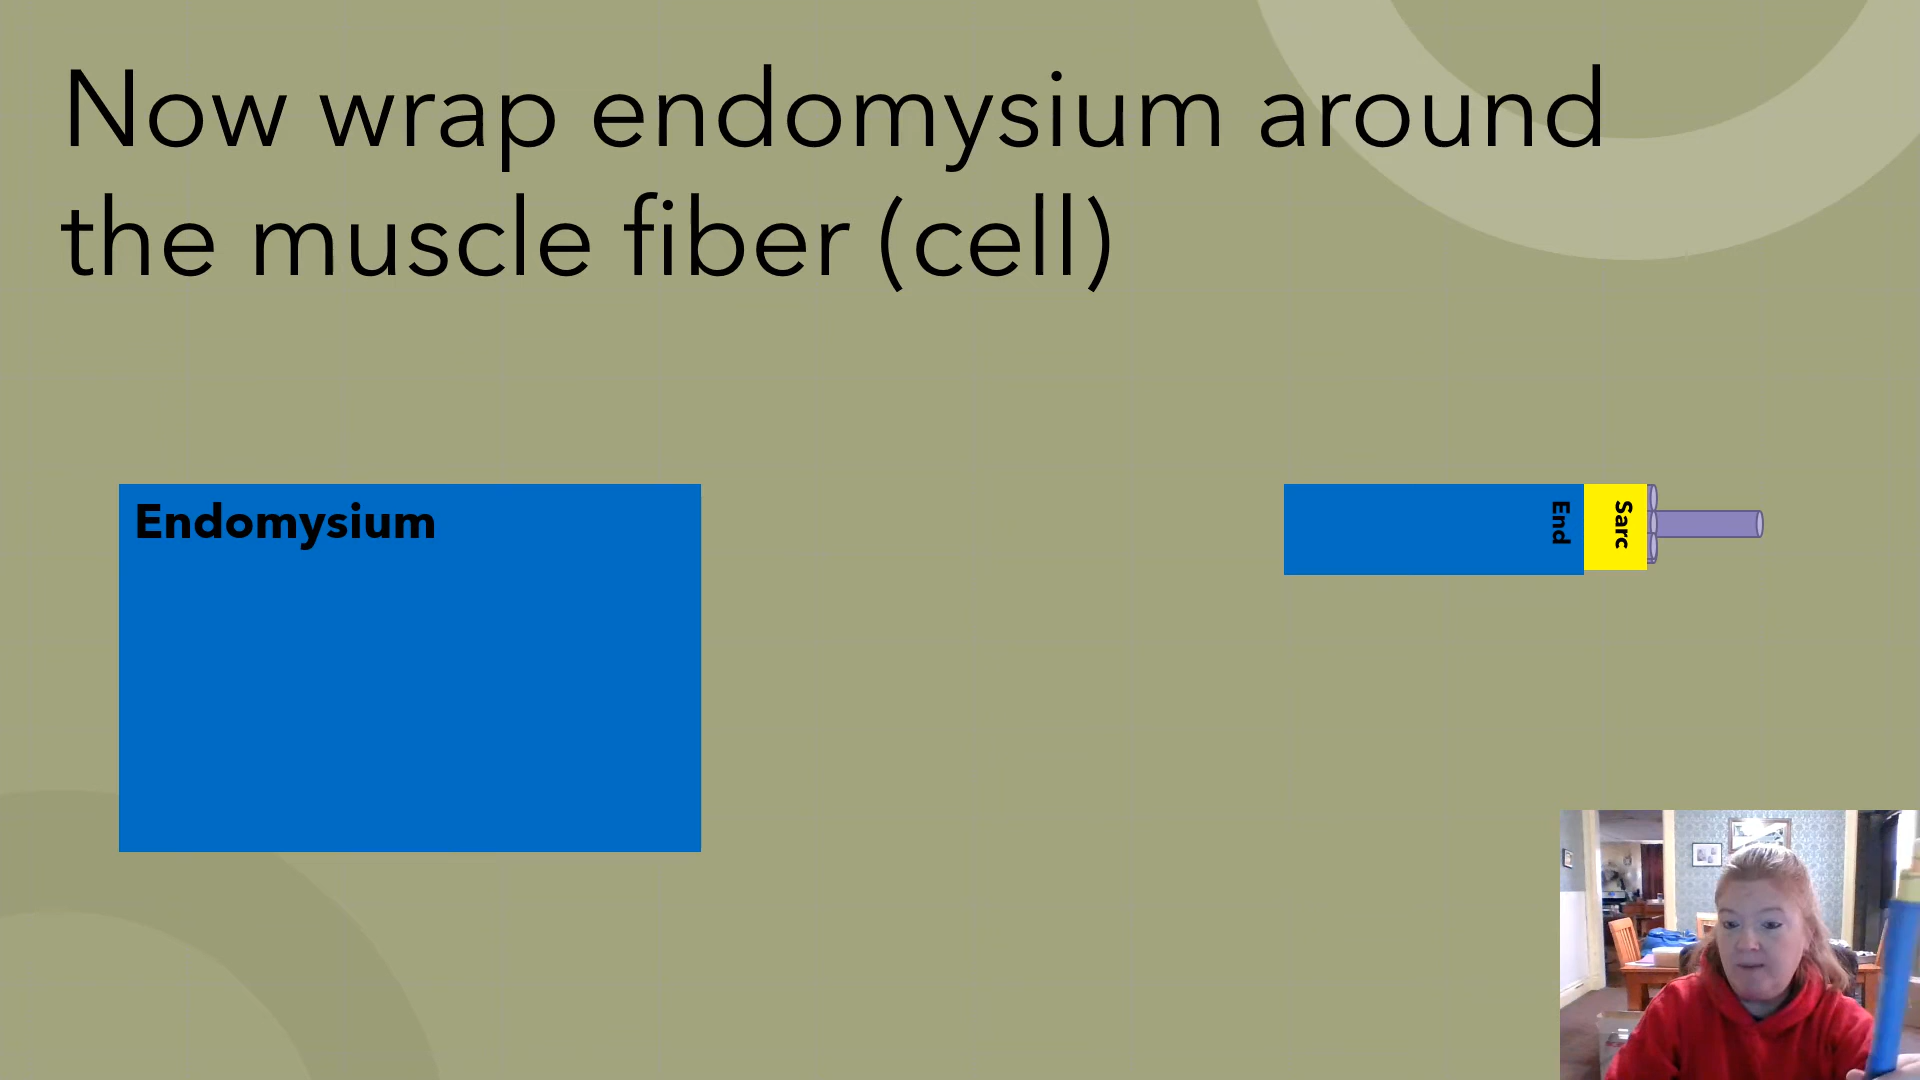 Now wrap endomysium around
the muscle fiber (cell)
Endomysium
End
Sarc